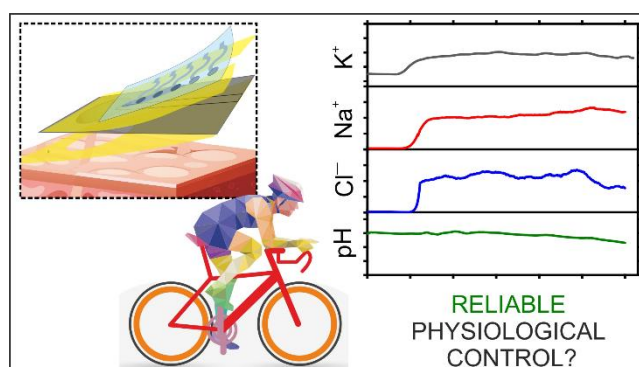 K⁺
Na⁺
Cl⁻
pH
RELIABLE
PHYSIOLOGICAL
CONTROL?